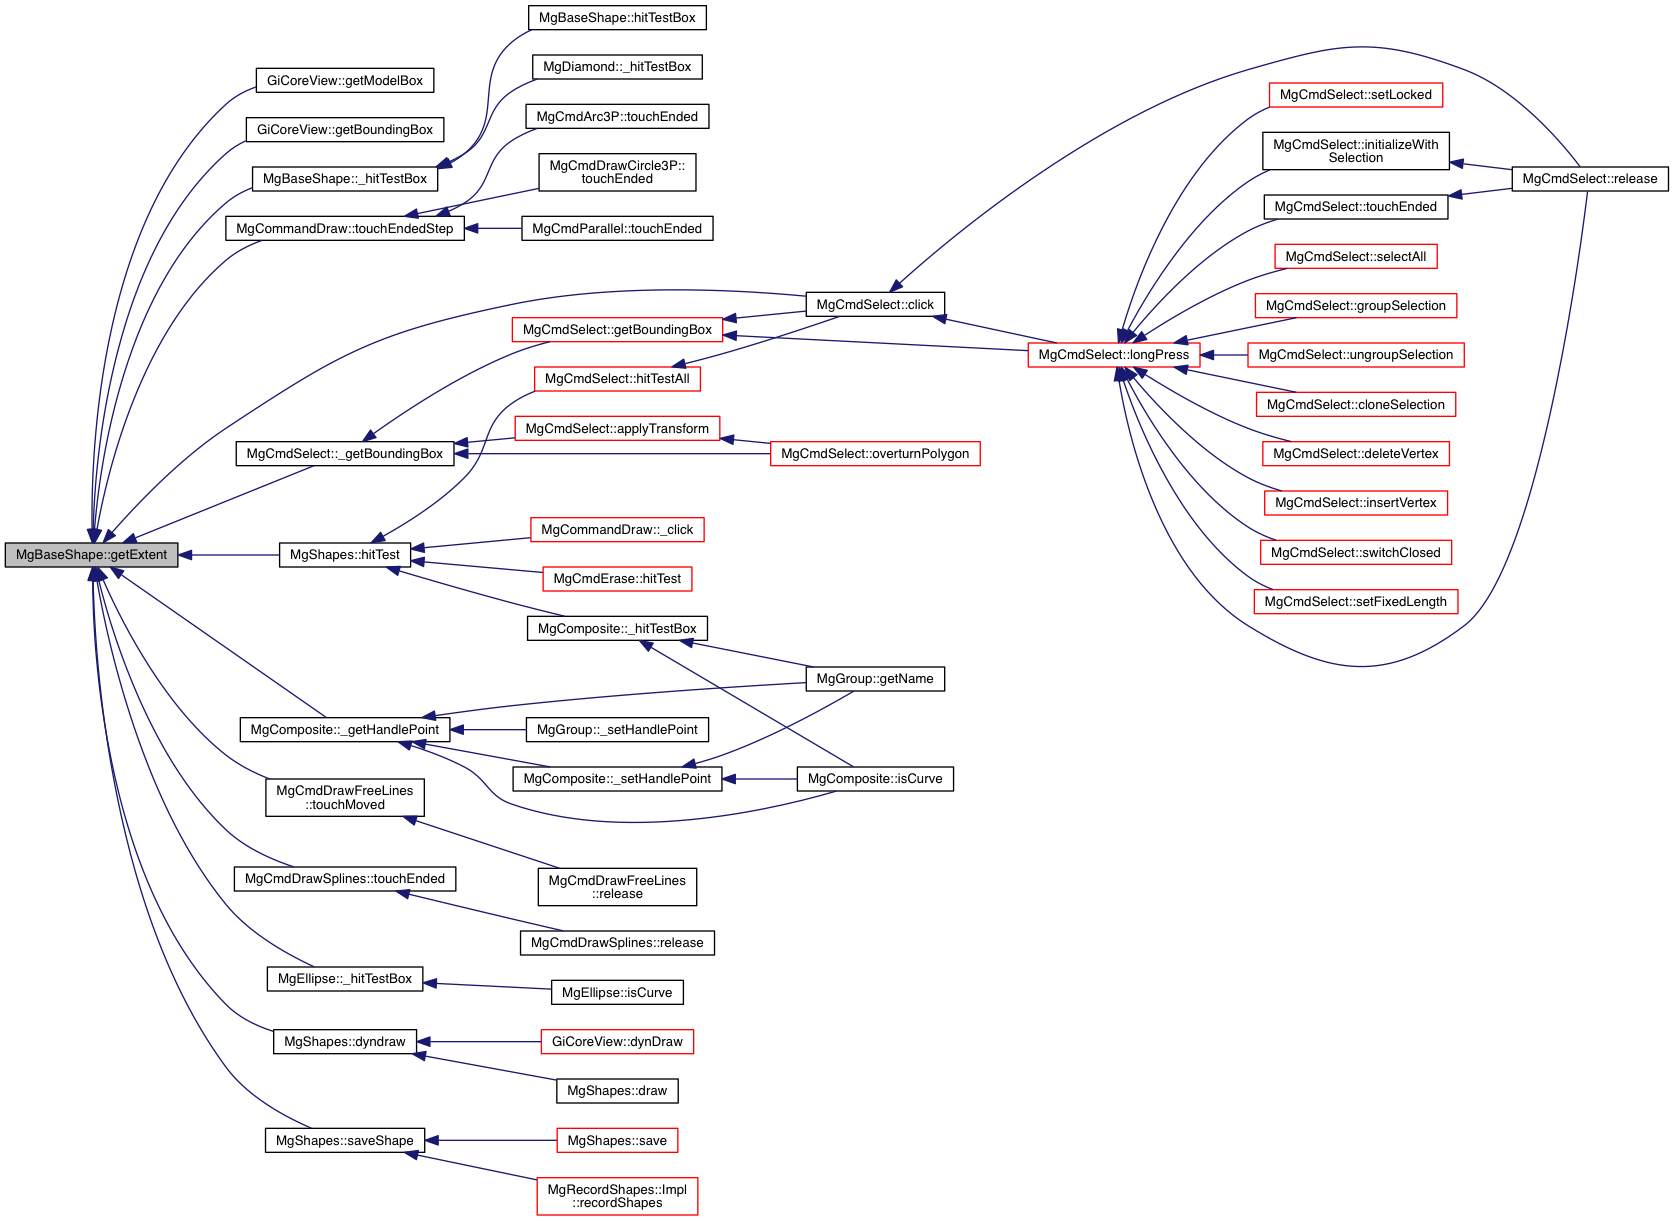 MgBaseShape::hitTestBox
GiCoreView::getModelBox
MgDiamond::_hitTestBox
MgCmdArc3P::touchEnded
GiCoreView::getBoundingBox
MgBaseShape::_hitTestBox
MgCmdDrawCircle3P::
touchEnded
MgCommandDraw::touchEndedStep
MgCmdParallel::touchEnded
MgCmdSelect::click
MgCmdSelect::getBoundingBox
MgCmdSelect::hitTestAll
MgCmdSelect::applyTransform
MgCmdSelect::_getBoundingBox
MgCmdSelect::overturnPolygon
MgCmdSelect::setLocked
MgCmdSelect::initializeWith
Selection
MgCmdSelect::release
MgCmdSelect::touchEnded
MgCmdSelect::selectAll
MgCmdSelect::groupSelection
MgCmdSelect::longPress
MgCmdSelect::ungroupSelection
MgCmdSelect::cloneSelection
MgCmdSelect::deleteVertex
MgCmdSelect::insertVertex
MgCmdSelect::switchClosed
MgCmdSelect::setFixedLength
MgBaseShape::getExtent
MgShapes::hitTest
MgCommandDraw::_click
MgCmdErase::hitTest
MgComposite::_hitTestBox
MgGroup::getName
MgComposite::_getHandlePoint
MgGroup::_setHandlePoint
MgComposite::_setHandlePoint
MgComposite::isCurve
MgCmdDrawFreeLines
::touchMoved
MgCmdDrawFreeLines
::release
MgCmdDrawSplines::touchEnded
MgCmdDrawSplines::release
MgEllipse::_hitTestBox
MgEllipse::isCurve
MgShapes::dyndraw
GiCoreView::dynDraw
MgShapes::draw
MgShapes::saveShape
MgShapes::save
MgRecordShapes::Impl
::recordShapes